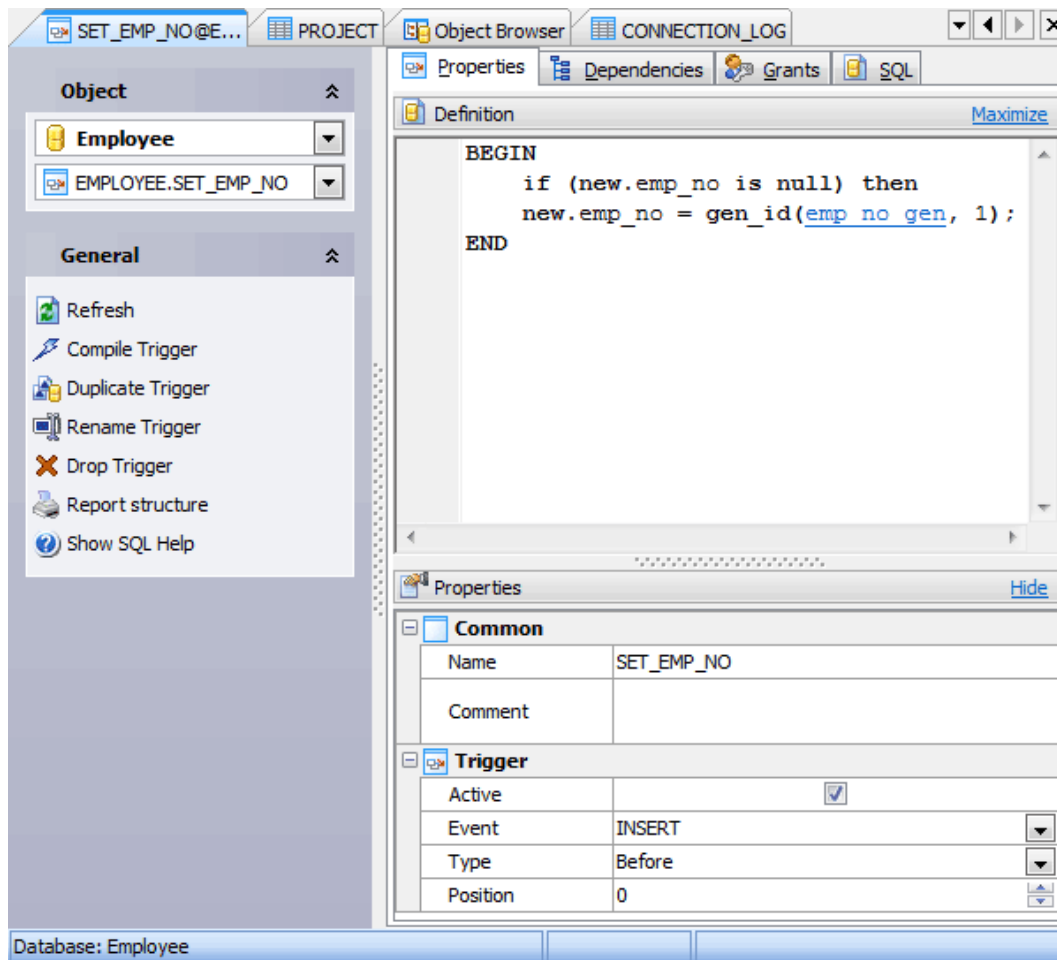 SET_EMP_NO@E...
PROJECT
Object Browser
CONNECTION_LOG
Object
Employee
EMPLOYEE.SET_EMP_NO
General
Refresh
Compile Trigger
Duplicate Trigger
Rename Trigger
Drop Trigger
Report structure
Show SQL Help
Properties
Dependencies
Grants
SQL
Definition
Maximize
BEGIN
if (new.emp_no is null) then
new.emp_no = gen_id(emp_no_gen, 1);
END
Properties
Hide
Common
Name
SET_EMP_NO
Comment
Trigger
Active
Event
INSERT
Type
Before
Position
0
Database: Employee